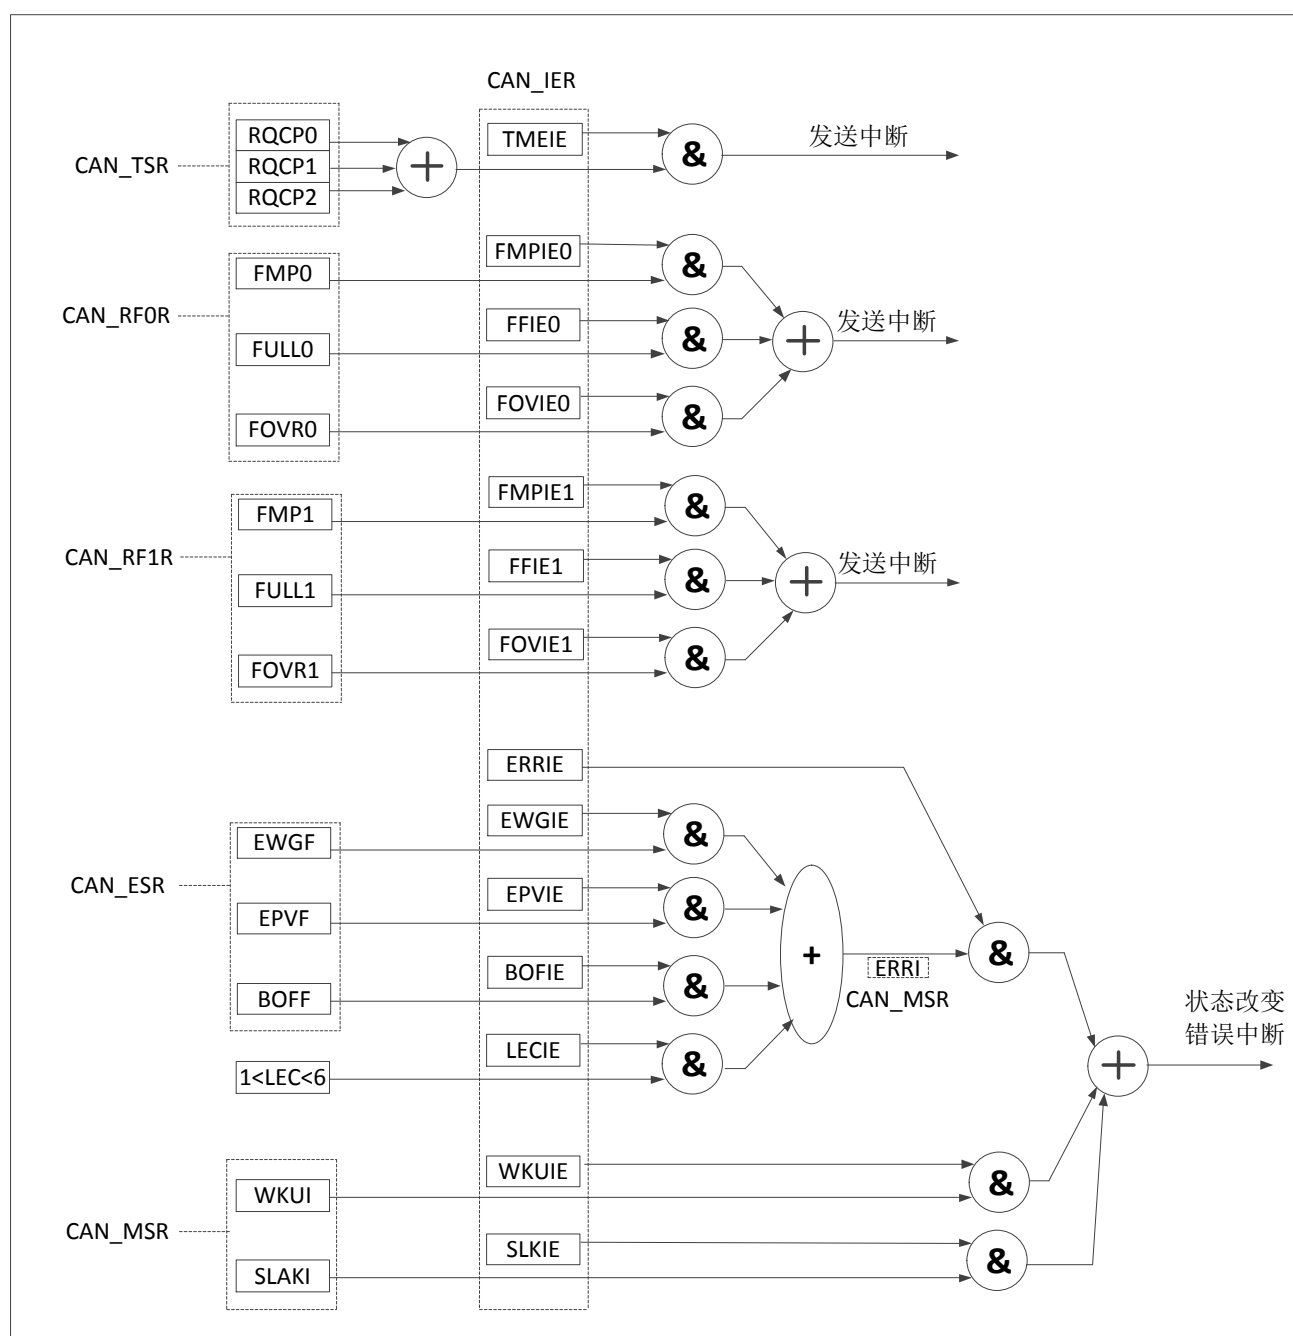 CAN_IER
CAN_TSR
RQCP0
RQCP1
RQCP2
+
TMEIE
&
发送中断
CAN_RF0R
FMP0
FULL0
FOVR0
FMPIE0
FFIE0
FOVIE0
&
&
&
+
发送中断
CAN_RF1R
FMP1
FULL1
FOVR1
FMPIE1
FFIE1
FOVIE1
&
&
&
+
发送中断
ERRIE
CAN_ESR
EWGF
EPVF
BOFF
1<LEC<6
EWGIE
EPVIE
BOFIE
LECIE
&
&
&
&
+
ERRI
CAN_MSR
&
CAN_MSR
WKUI
SLAKI
WKUIE
SLKIE
&
&
+
状态改变
错误中断